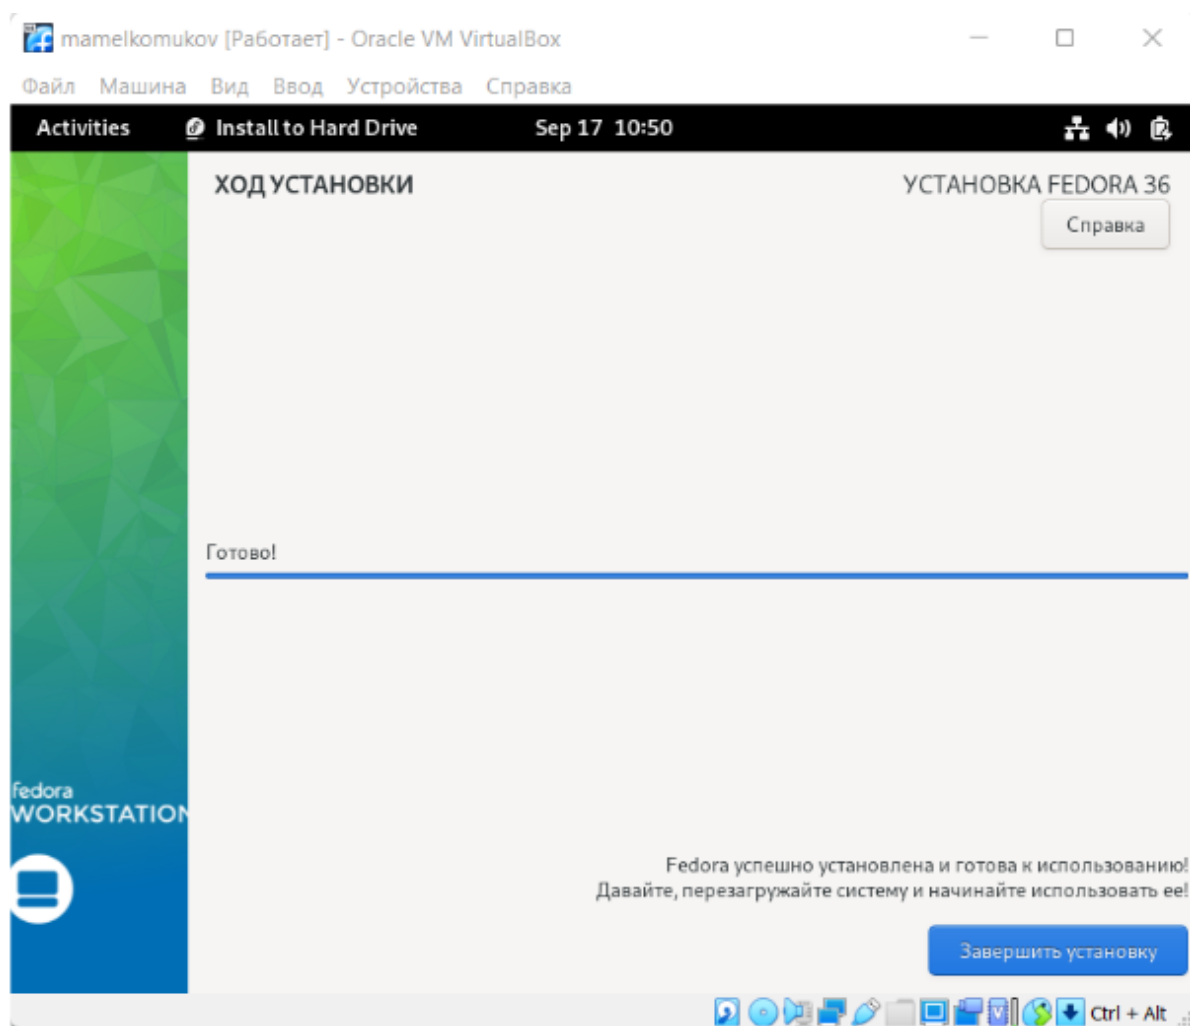 mamelkomukov [Работает] - Oracle VM VirtualBox
Файл Машина Вид Ввод Устройства Справка
Activities Install to Hard Drive Sep 17 10:50
ХОД УСТАНОВКИ
УСТАНОВКА FEDORA 36
Справка
Готово!
fedora
WORKSTATION
Fedora успешно установлена и готова к использованию!
Давайте, перезагружайте систему и начинайте использовать ее!
Завершить установку
Ctrl + Alt